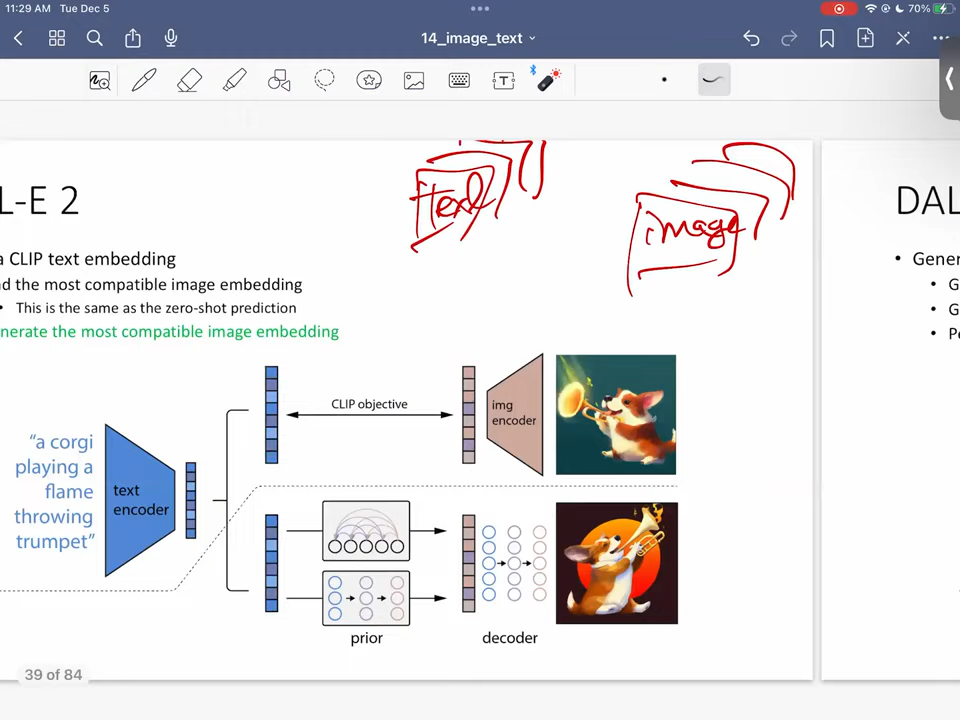 11:29 AM Tue Dec 5
70%
14_image_text
text
image
L-E 2
DAL
a CLIP text embedding
d the most compatible image embedding
• This is the same as the zero-shot prediction
nerate the most compatible image embedding
• Gener
• G
• G
• Pe
"a corgi
playing a
flame
throwing
trumpet"
text
encoder
CLIP objective
img
encoder
prior
decoder
39 of 84